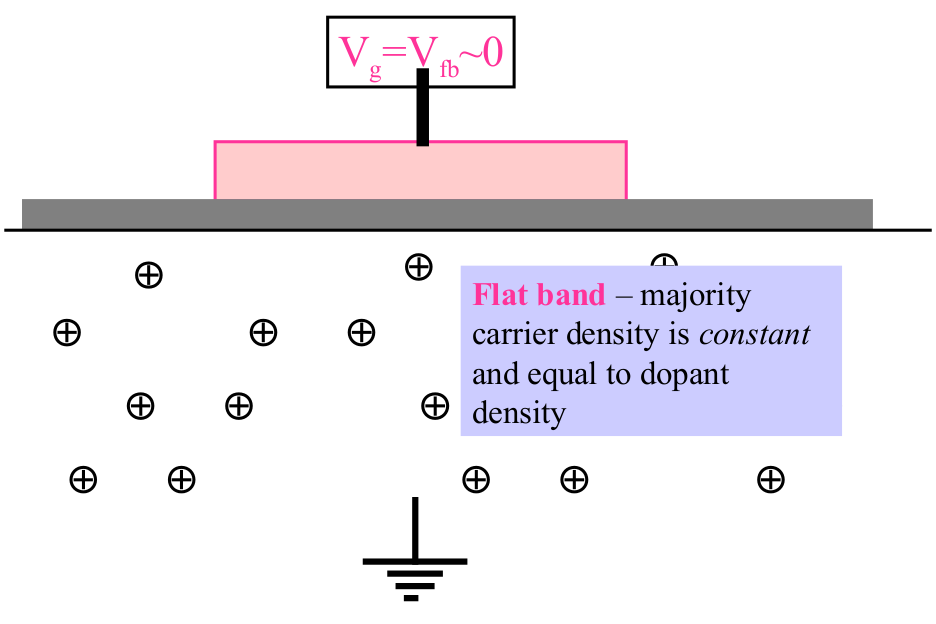 Vg=Vfb~0
Flat band – majority
carrier density is constant
and equal to dopant
density